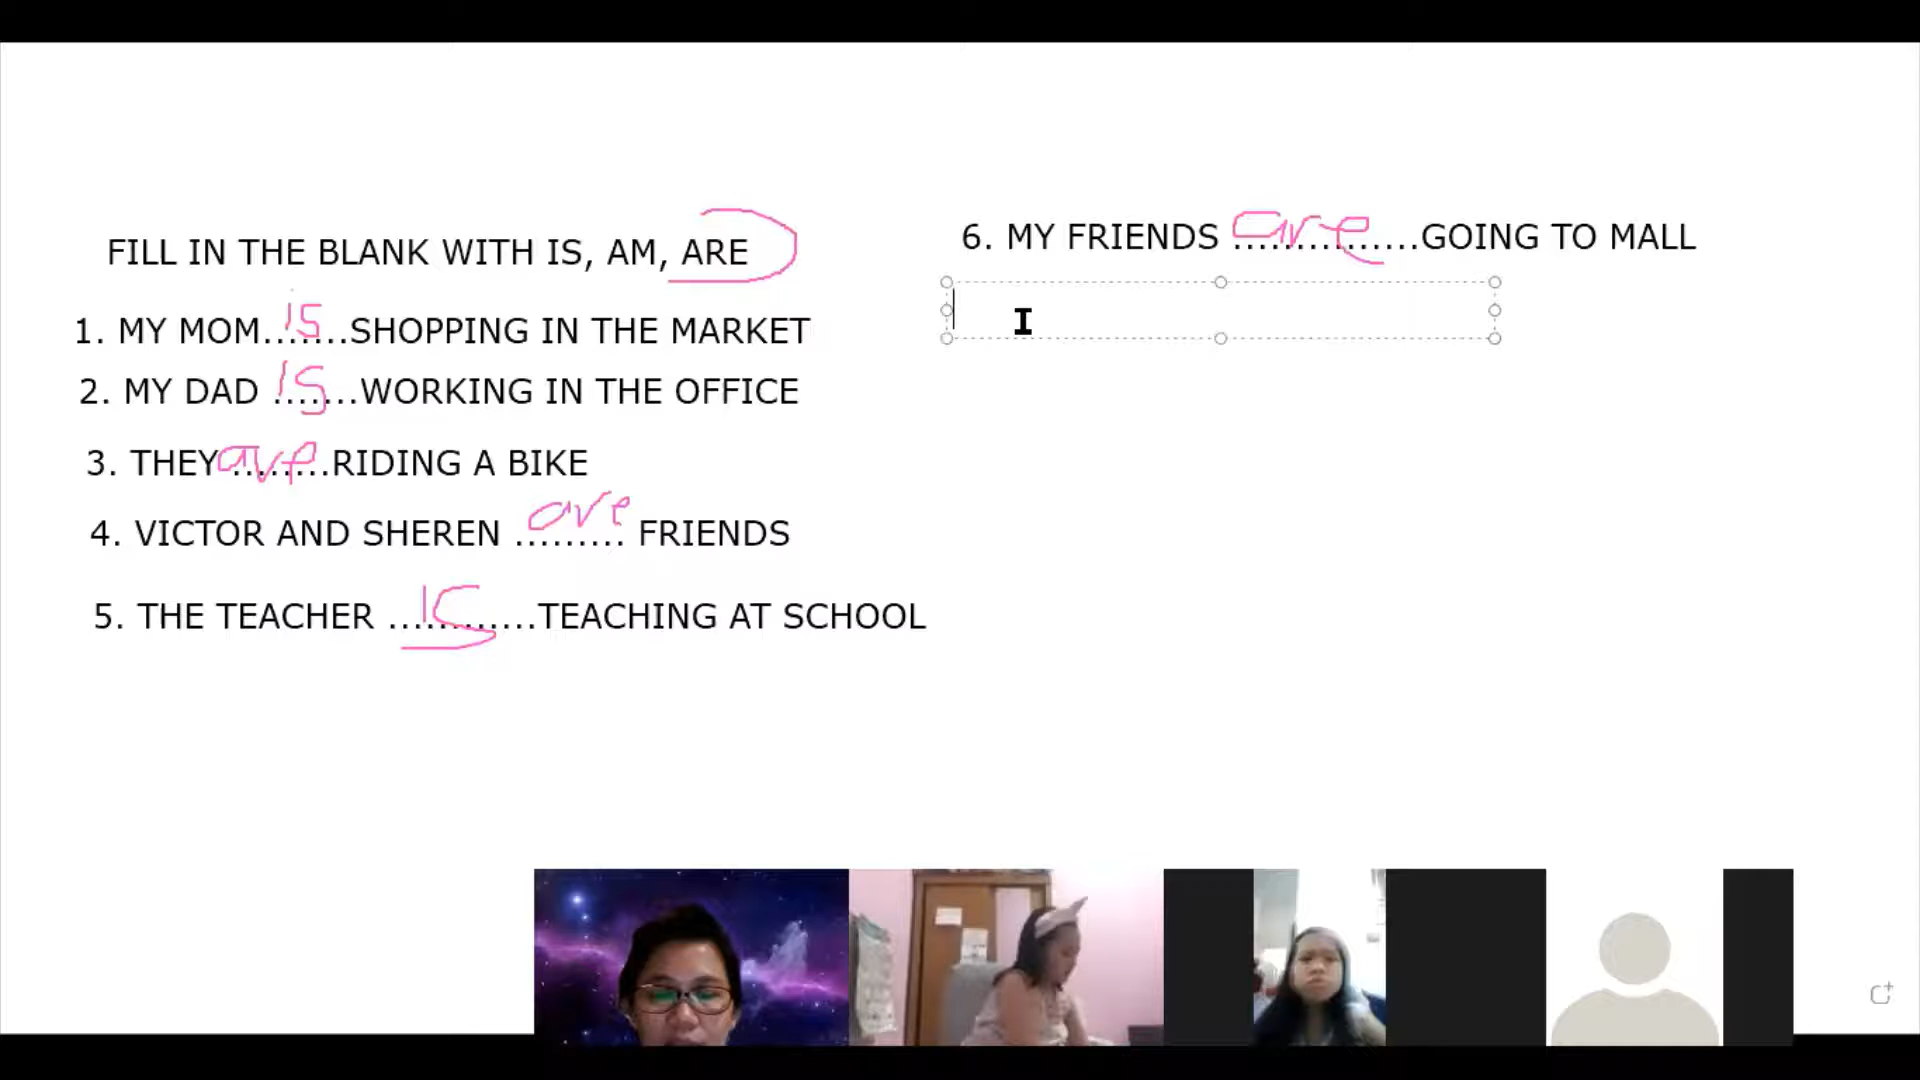 FILL IN THE BLANK WITH IS, AM, ARE
1. MY MOM...is....SHOPPING IN THE MARKET
2. MY DAD ..is.....WORKING IN THE OFFICE
3. THEY are........RIDING A BIKE
4. VICTOR AND SHEREN ...are...... FRIENDS
5. THE TEACHER ...is.........TEACHING AT SCHOOL
6. MY FRIENDS are...............GOING TO MALL